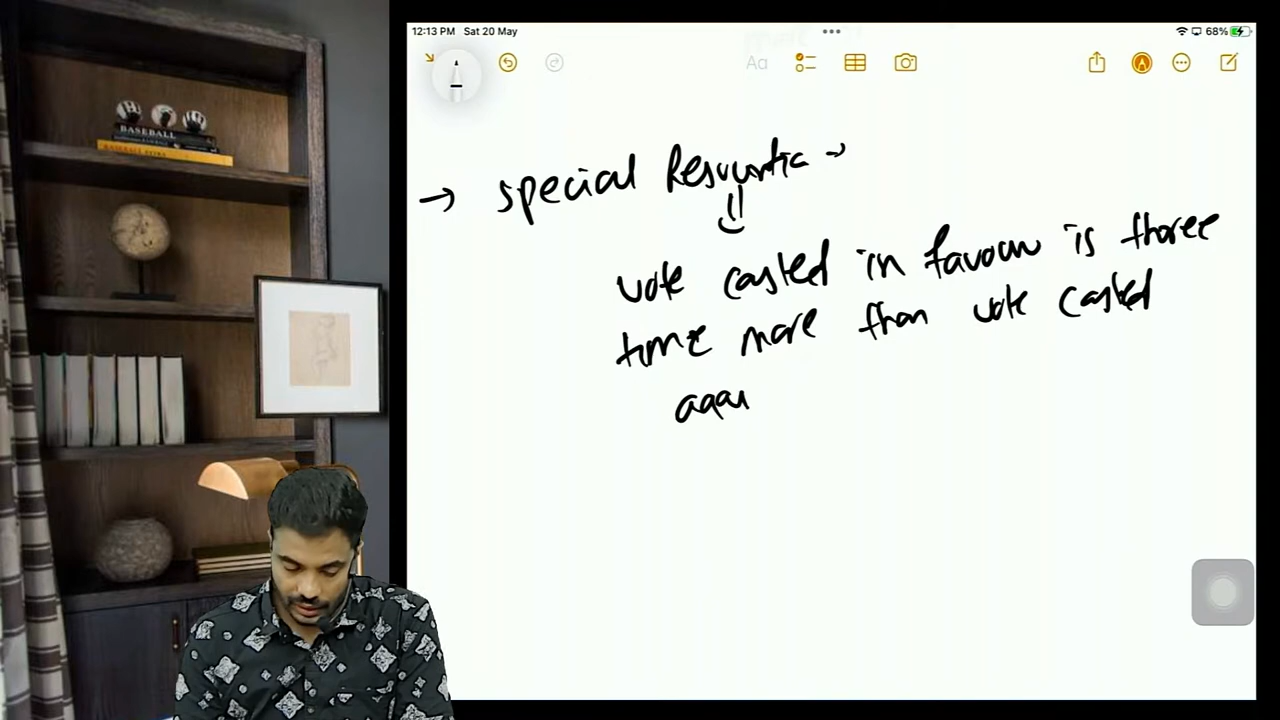 12:13 PM Sat 20 May
68%
Aa
BASEBALL
→ special Resolutio →
vote casted in favour is three
time more than vote casted
agai